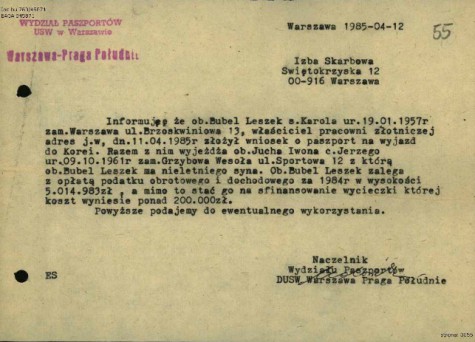 WYDZIAŁ PASZPORTÓW
USW w Warszawie
Warszawa-Praga Południe
Warszawa 1985-04-12
55
Izba Skarbowa
Świętokrzyska 12
00-916 Warszawa
Informuję że ob.Bubel Leszek s.Karola ur.19.01.1957r
zam.Warszawa ul.Brzoskwiniowa 13, właściciel pracowni złotniczej
adres j.w, dn.11.04.1985r złożył wniosek o paszport na wyjazd
do Korei. Razem z nim wyjeżdża ob.Jucha Iwona c.Jerzego
ur.09.10.1961r zam.Grzybowa Wesoła ul.Sportowa 12 z którą
ob.Bubel Leszek ma nieletniego syna. Ob.Bubel Leszek zalega
z opłatą podatku obrotowego i dochodowego za 1984r w wysokości
5.014.983zł, a mimo to stać go na sfinansowanie wycieczki której
koszt wyniesie ponad 200.000zł.
Powyższe podajemy do ewentualnego wykorzystania.
Naczelnik
Wydziału Paszportów
ES
DUSW Warszawa Praga Południe